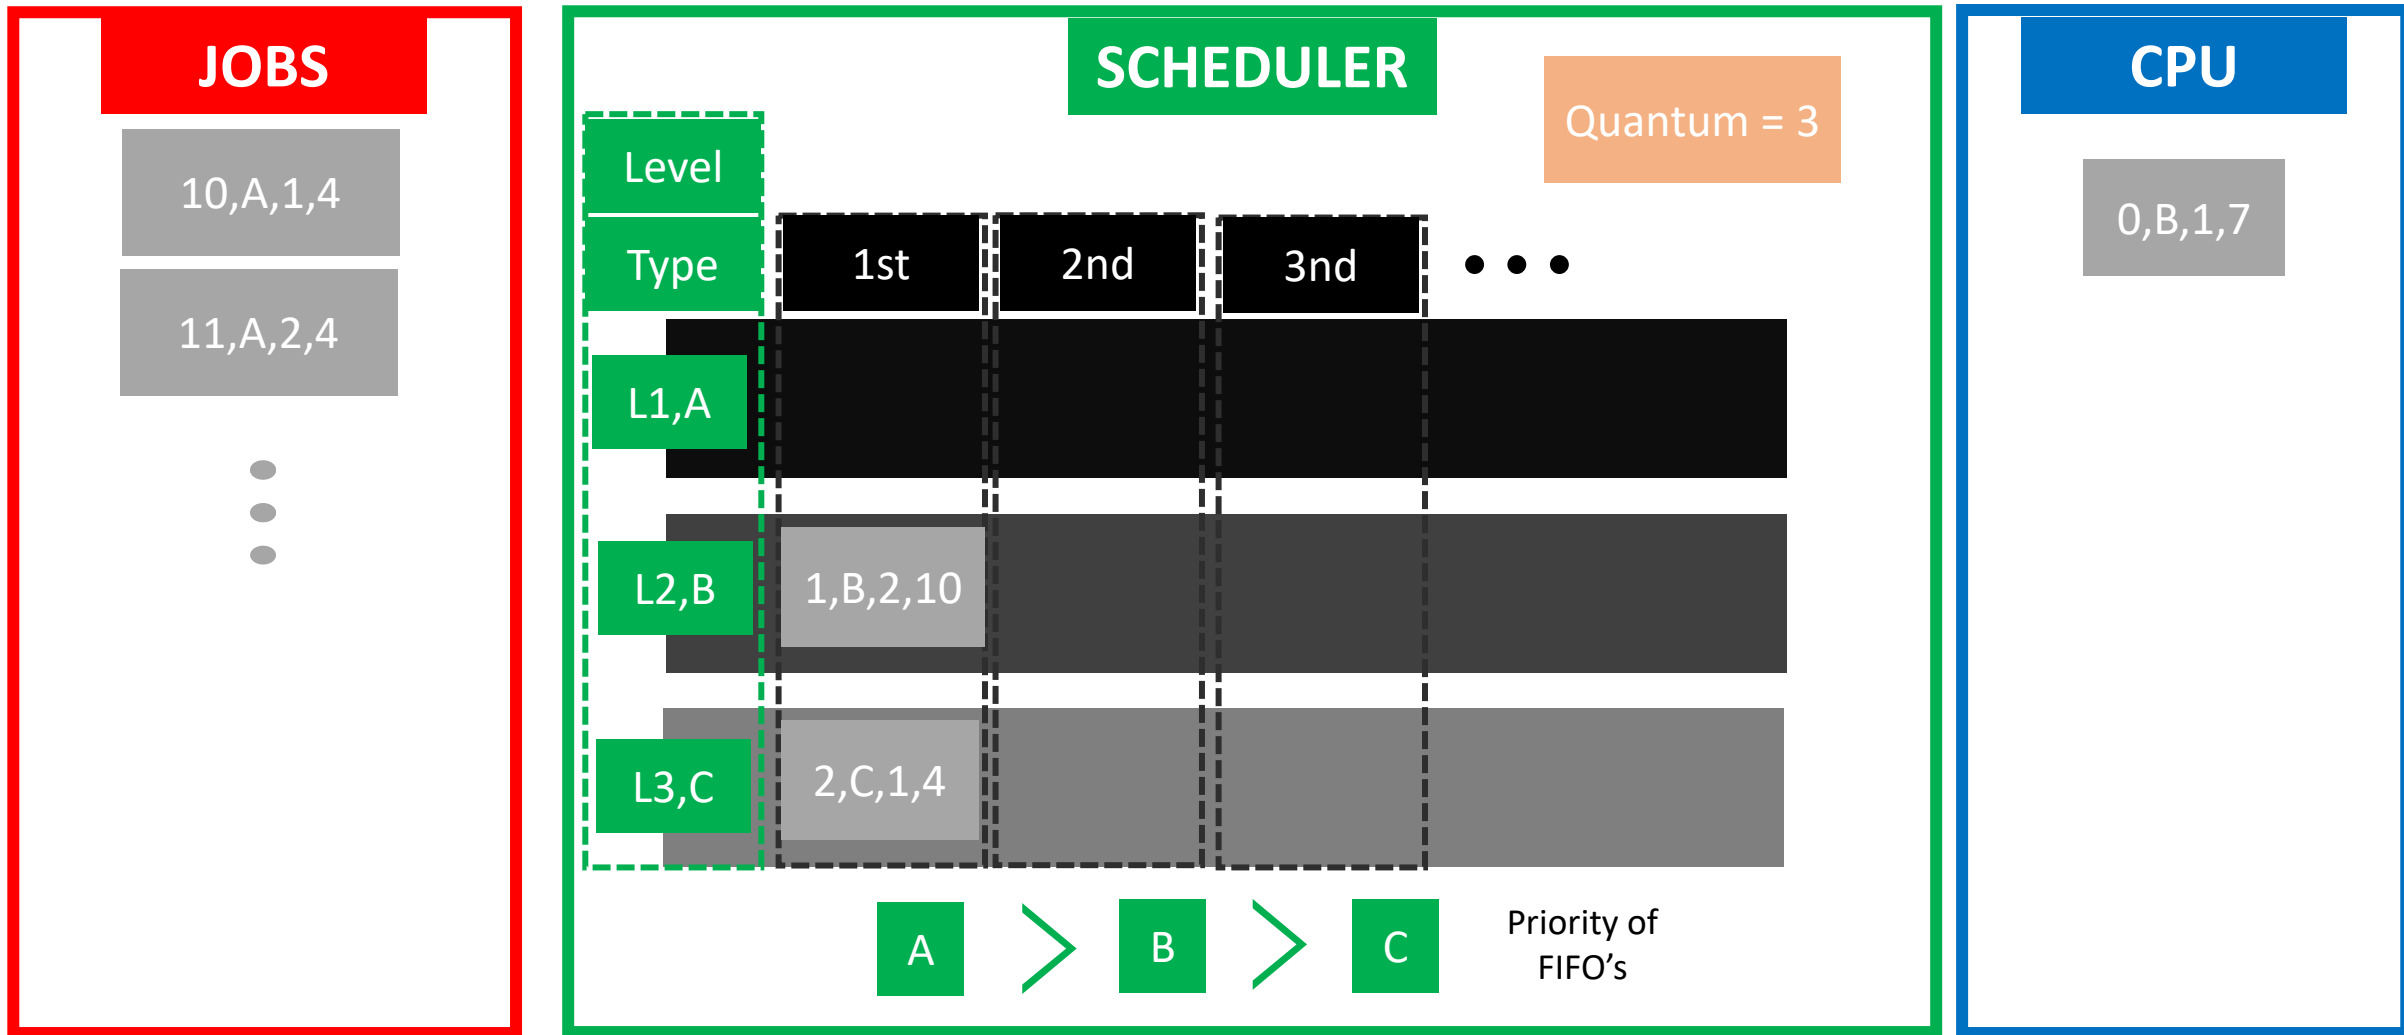 JOBS
10,A,1,4
11,A,2,4
SCHEDULER
Quantum = 3
Level
Type
1st
2nd
3nd
L1,A
L2,B
1,B,2,10
L3,C
2,C,1,4
A
B
C
Priority of
FIFO’s
CPU
0,B,1,7